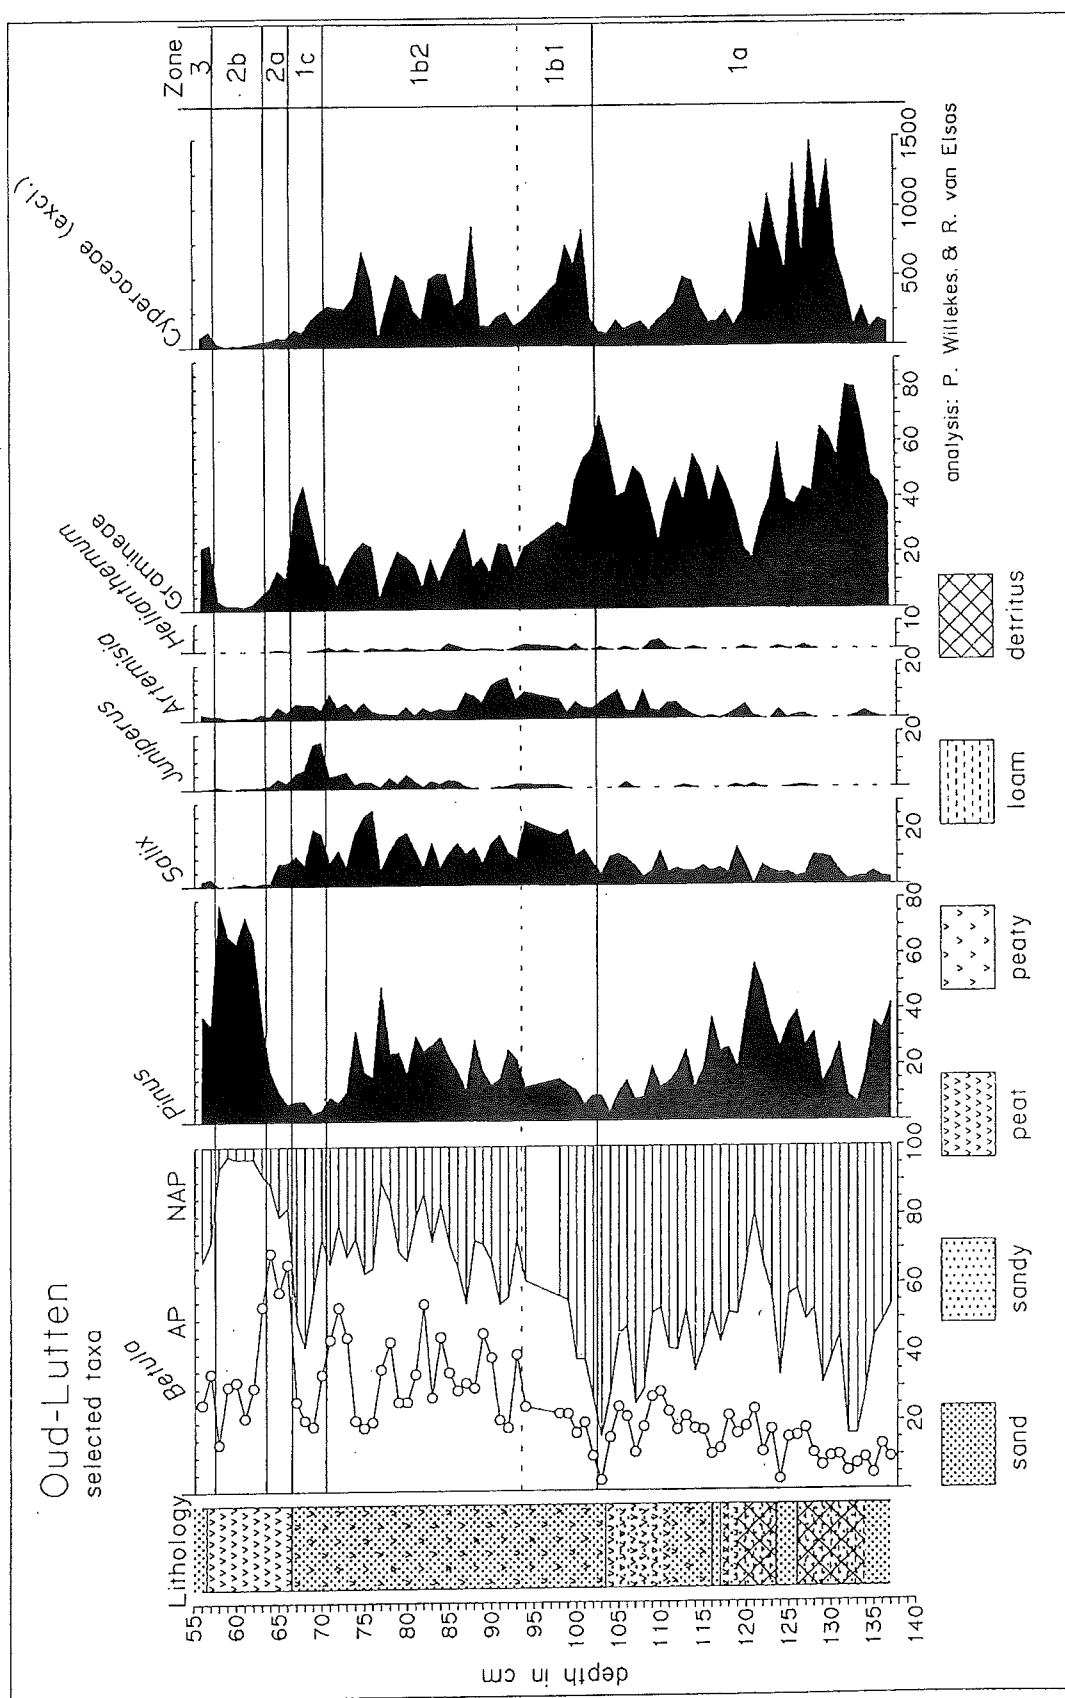 Oud-Lutten
selected taxa
Lithology
Betula
AP
NAP
Pinus
Salix
Juniperus
Artemisia
Helianthemum
Gramineae
Cyperaceae (excl.)
Zone
3
2b
2a
1c
1b2
1b1
1a
depth in cm
55 60 65 70 75 80 85 90 95 100 105 110 115 120 125 130 135 140
20 40 60 80 100
20 40 60 80
0 20
20
0 20
0 10
20 40 60 80
500 1000 1500
sand
sandy
peat
peaty
loam
detritus
analysis: P. Willekes, & R. van Elsas